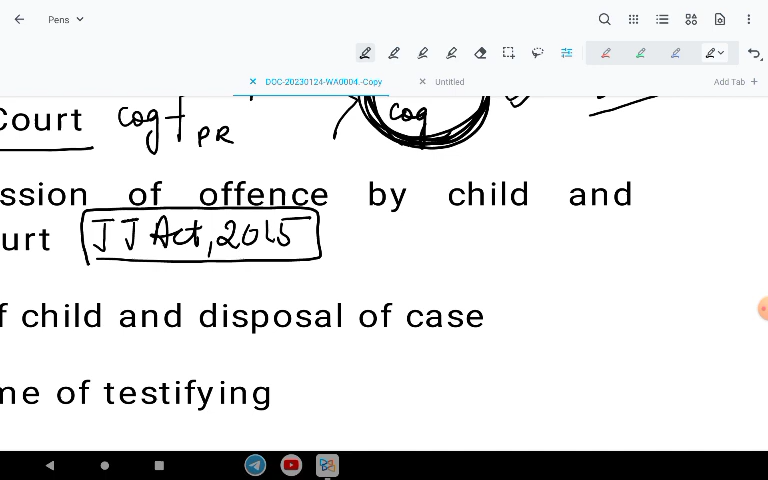 Pens
DOC-20230124-WA0004.-Copy
Untitled
Add Tab
Court cog + PR
cog
ssion of offence by child and
urt JJ Act, 2015
f child and disposal of case
me of testifying